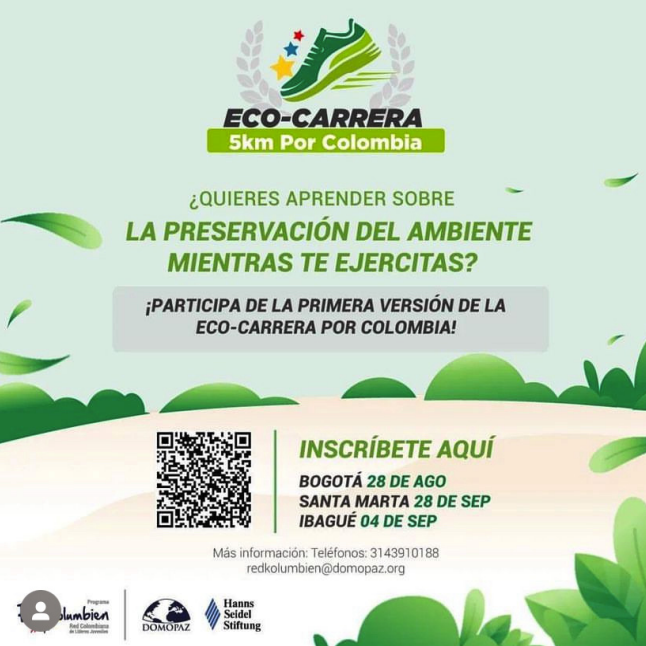 ECO-CARRERA
5km Por Colombia
¿QUIERES APRENDER SOBRE
LA PRESERVACIÓN DEL AMBIENTE
MIENTRAS TE EJERCITAS?
¡PARTICIPA DE LA PRIMERA VERSIÓN DE LA
ECO-CARRERA POR COLOMBIA!
INSCRÍBETE AQUÍ
BOGOTÁ 28 DE AGO
SANTA MARTA 28 DE SEP
IBAGUÉ 04 DE SEP
Más información: Teléfonos: 3143910188
redkolumbien@domopaz.org
Programa
Red Colombiana
de Líderes Juveniles
DOMOPAZ
Hanns
Seidel
Stiftung